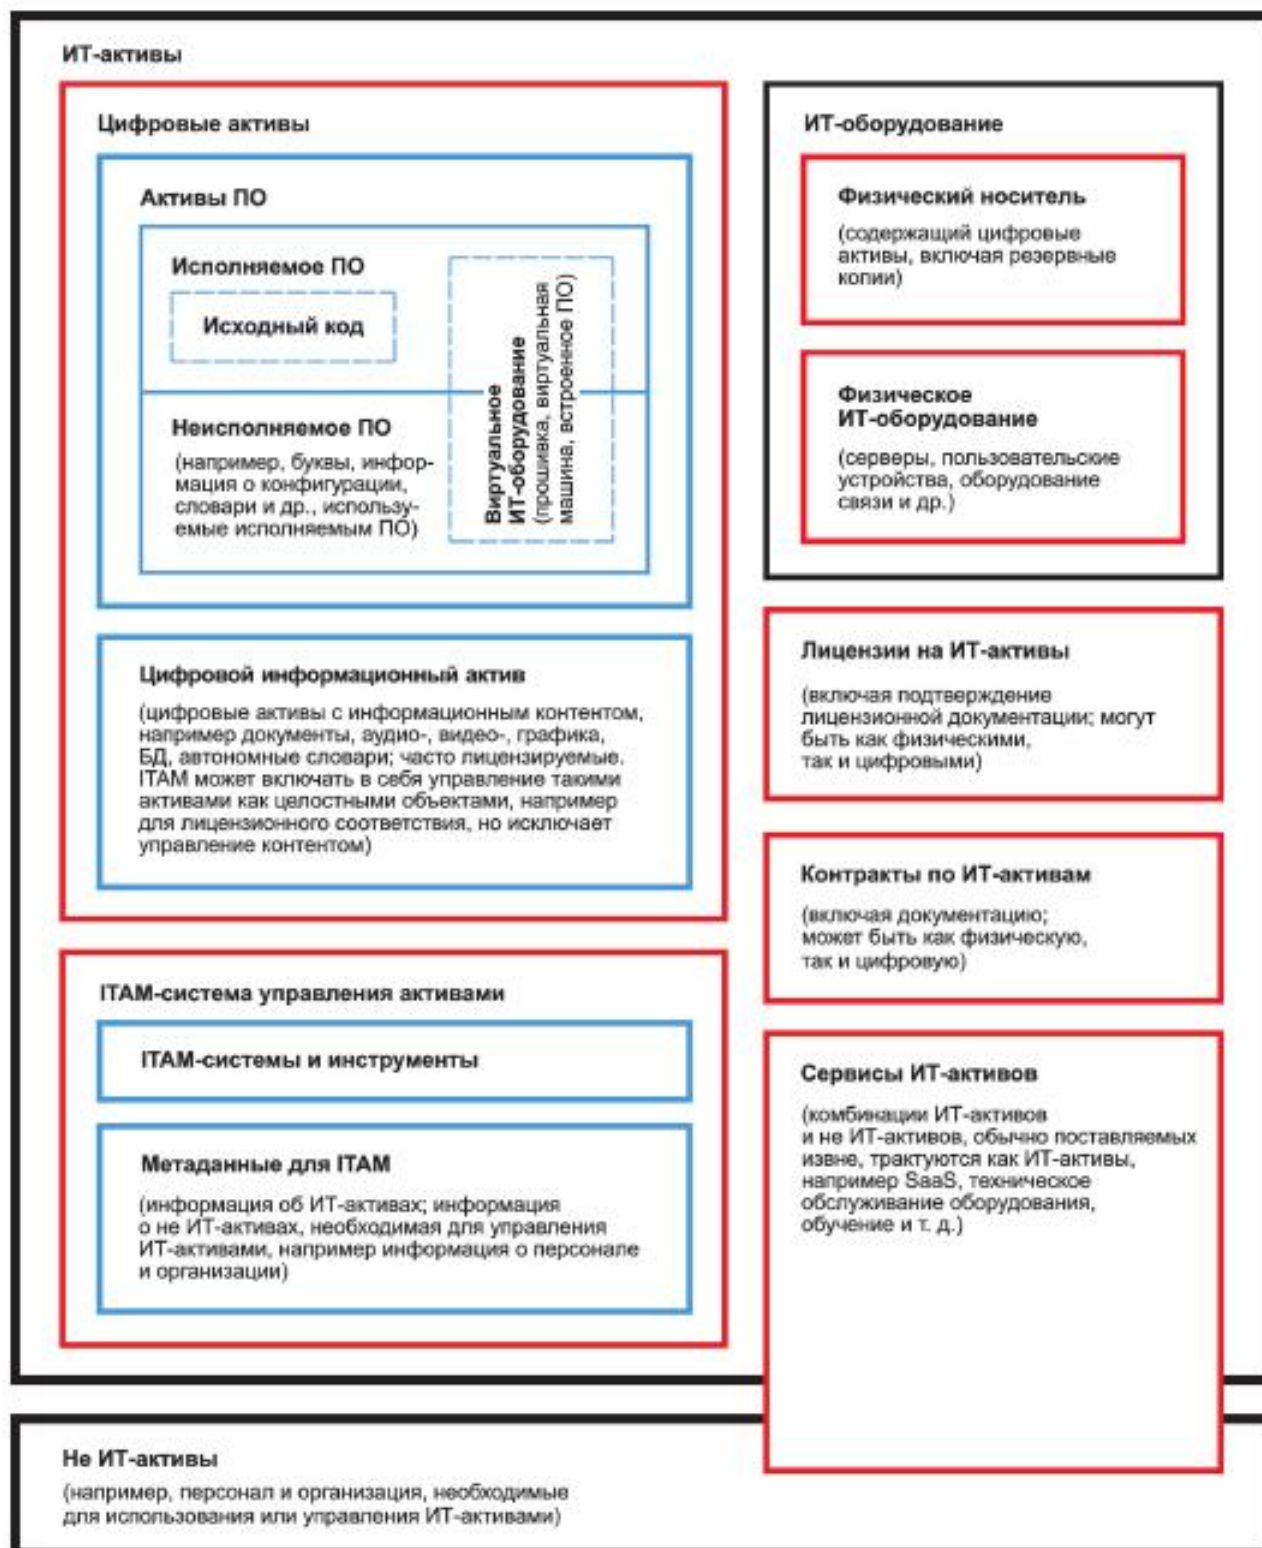 ИТ-активы
Цифровые активы
Активы ПО
Исполняемое ПО
Исходный код
Неисполняемое ПО
(например, буквы, инфор-
мация о конфигурации,
словари и др., использу-
емые исполняемым ПО)
Виртуальное
ИТ-оборудование
(прошивка, виртуальная
машина, встроенное ПО)
Цифровой информационный актив
(цифровые активы с информационным контентом,
например документы, аудио-, видео-, графика,
БД, автономные словари; часто лицензируемые.
ITAM может включать в себя управление такими
активами как целостными объектами, например
для лицензионного соответствия, но исключает
управление контентом)
ITAM-система управления активами
ITAM-системы и инструменты
Метаданные для ITAM
(информация об ИТ-активах; информация
о не ИТ-активах, необходимая для управления
ИТ-активами, например информация о персонале
и организации)
ИТ-оборудование
Физический носитель
(содержащий цифровые
активы, включая резервные
копии)
Физическое
ИТ-оборудование
(серверы, пользовательские
устройства, оборудование
связи и др.)
Лицензии на ИТ-активы
(включая подтверждение
лицензионной документации; могут
быть как физическими,
так и цифровыми)
Контракты по ИТ-активам
(включая документацию;
может быть как физическую,
так и цифровую)
Сервисы ИТ-активов
(комбинации ИТ-активов
и не ИТ-активов, обычно поставляемых
извне, трактуются как ИТ-активы,
например SaaS, техническое
обслуживание оборудования,
обучение и т. д.)
Не ИТ-активы
(например, персонал и организация, необходимые
для использования или управления ИТ-активами)